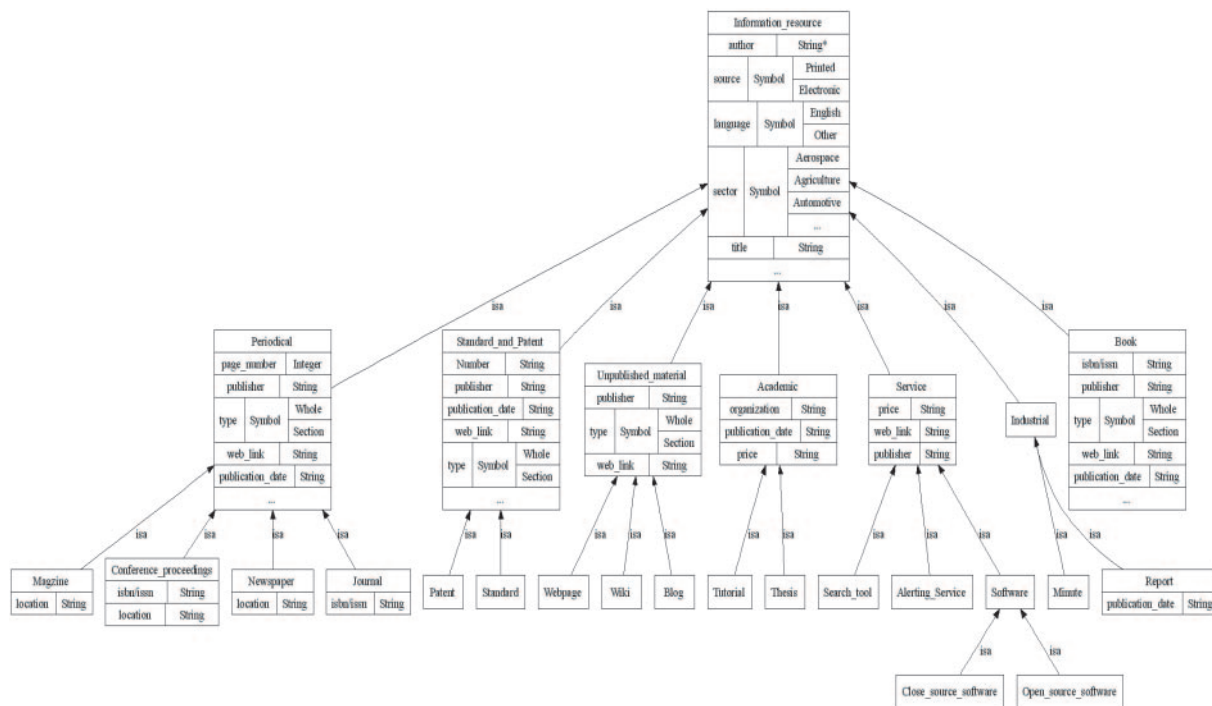 Information_resource
author String*
source Symbol Printed
Electronic
language Symbol English
Other
sector Symbol Aerospace
Agriculture
Automotive
...
title String
...
isa isa isa isa isa isa isa
Periodical
page_number Integer
publisher String
type Symbol Whole
Section
web_link String
publication_date String
...
Standard_and_Patent
Number String
publisher String
publication_date String
web_link String
type Symbol Whole
Section
...
Unpublished_material
publisher String
type Symbol Whole
Section
web_link String
Academic
organization String
publication_date String
price String
Service
price String
web_link String
publisher String
Industrial
Book
isbn/issn String
publisher String
type Symbol Whole
Section
web_link String
publication_date String
...
isa isa isa isa isa isa isa isa isa isa isa isa isa isa isa isa
Magzine
location String
Conference_proceedings
isbn/issn String
location String
Newspaper
location String
Journal
isbn/issn String
Patent
Standard
Webpage
Wiki
Blog
Tutorial
Thesis
Search_tool
Alerting_Service
Software
Minute
Report
publication_date String
isa isa
Close_source_software
Open_source_software